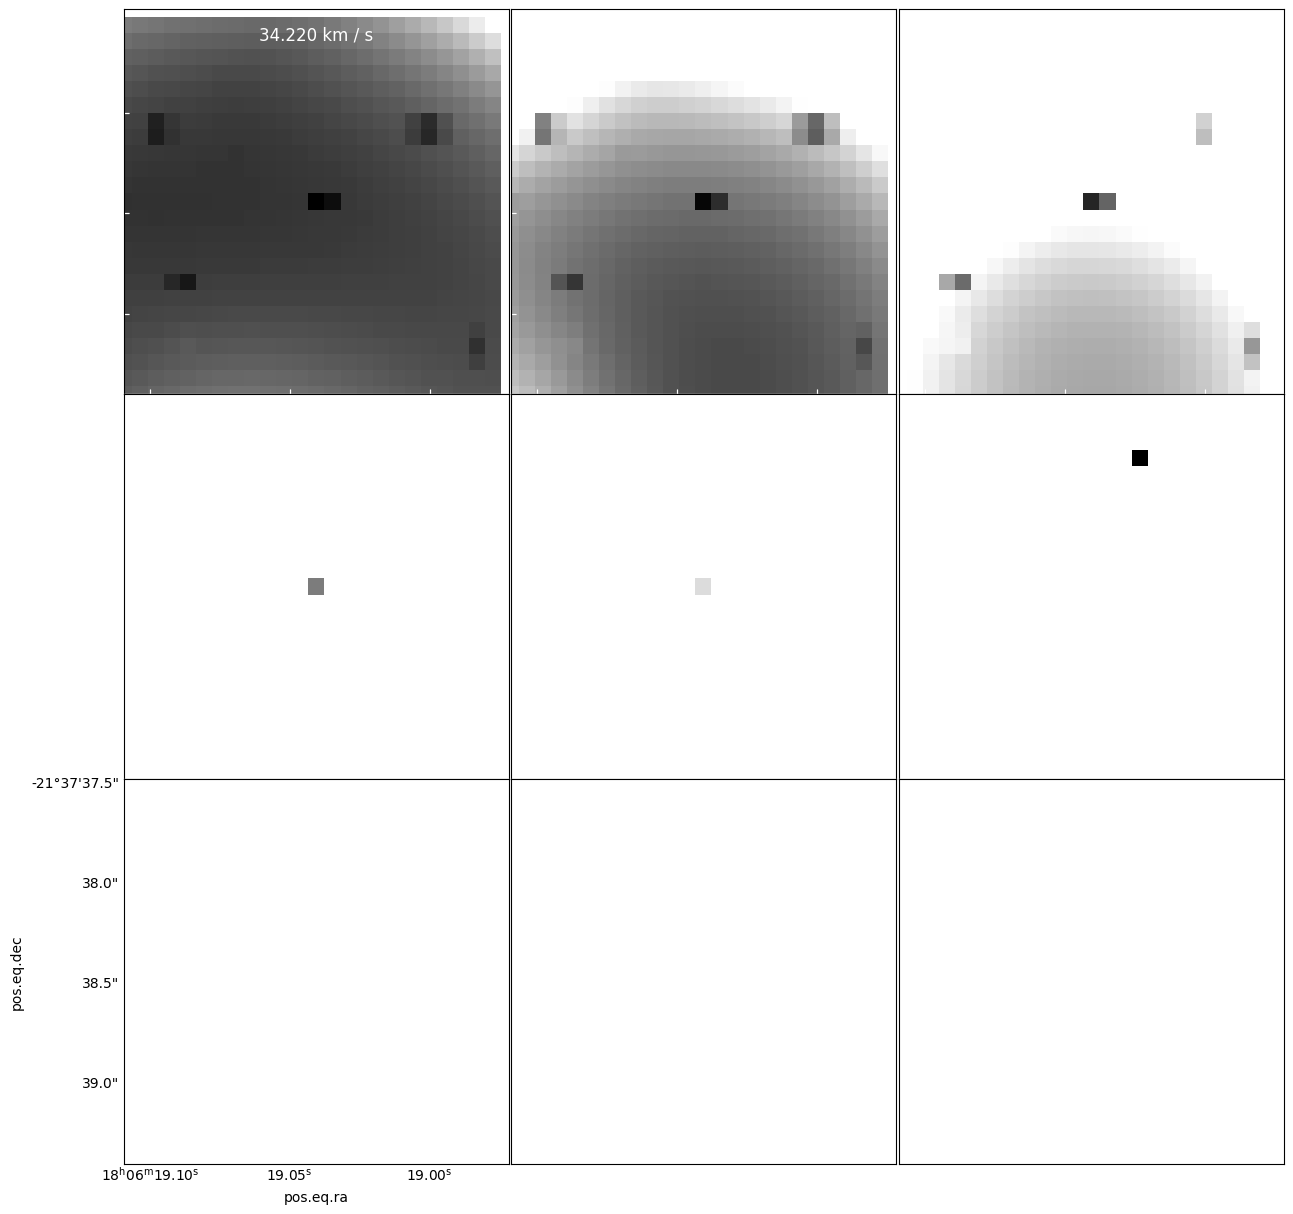 34.220 km / s
-21°37'37.5"
38.0"
38.5"
39.0"
pos.eq.dec
18ʰ06ᵐ19.10ˢ 19.05ˢ 19.00ˢ
pos.eq.ra